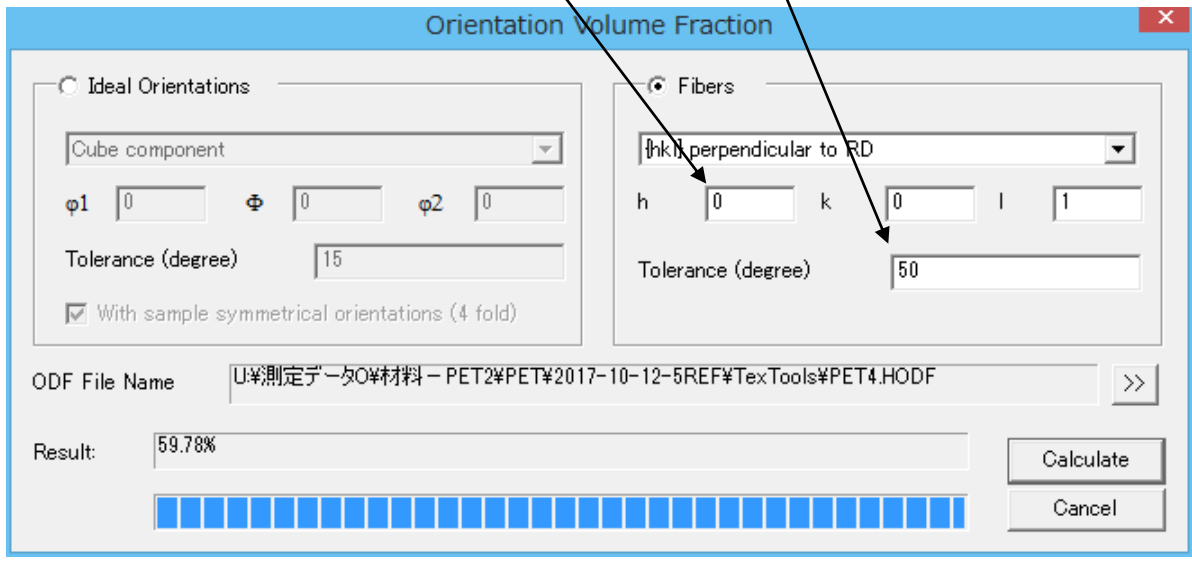 Orientation Volume Fraction
Ideal Orientations
Cube component
φ1 0 Φ 0 φ2 0
Tolerance (degree) 15
With sample symmetrical orientations (4 fold)
Fibers
{hkl} perpendicular to RD
h 0 k 0 l 1
Tolerance (degree) 50
ODF File Name U:¥測定データO¥材料-PET2¥PET¥2017-10-12-5REF¥TexTools¥PET4.HODF >>
Result: 59.78%
Calculate
Cancel